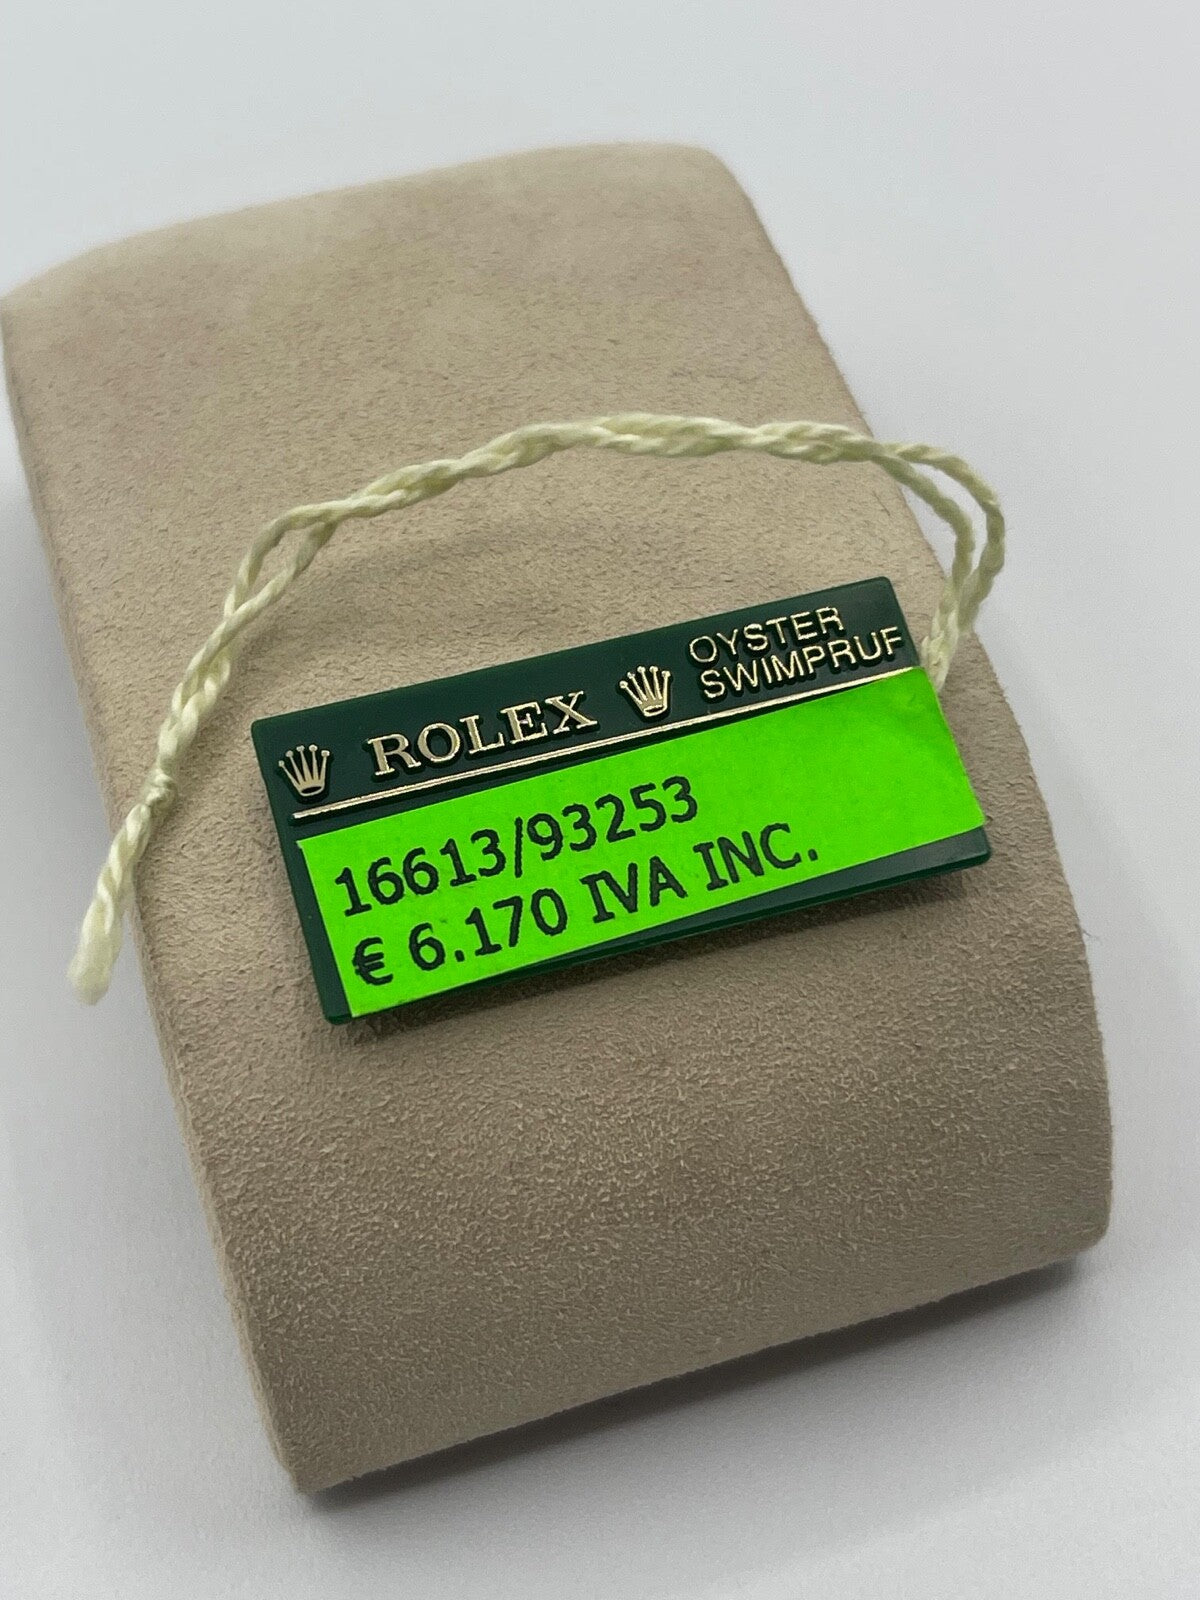 ROLEX
OYSTER
SWIMPRUF
16613/93253
€ 6.170 IVA INC.